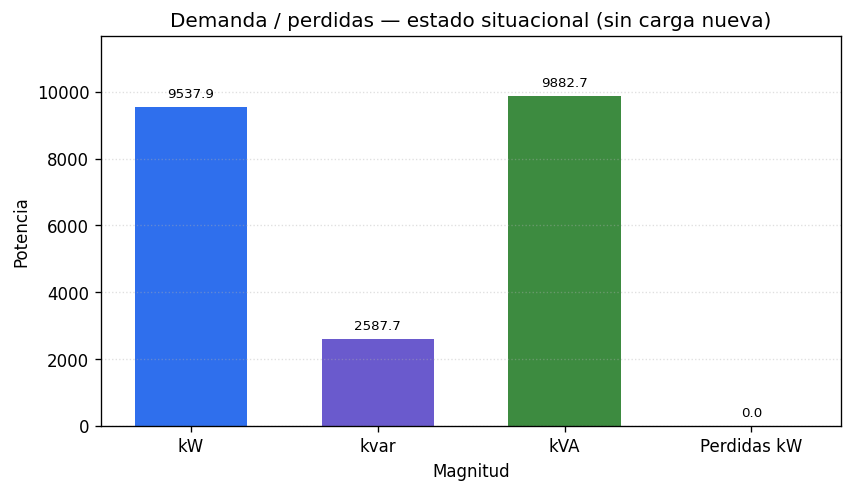 Demanda / perdidas — estado situacional (sin carga nueva)
Potencia
10000
8000
6000
4000
2000
0
9537.9
2587.7
9882.7
0.0
kW
kvar
kVA
Perdidas kW
Magnitud